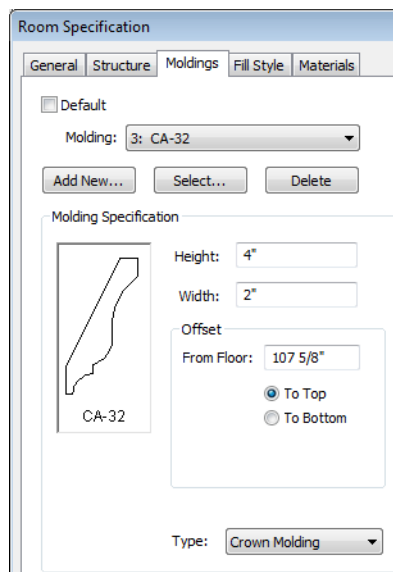 Room Specification
General Structure Moldings Fill Style Materials
Default
Molding: 3: CA-32
Add New... Select... Delete
Molding Specification
Height: 4"
Width: 2"
Offset
From Floor: 107 5/8"
To Top
To Bottom
CA-32
Type: Crown Molding